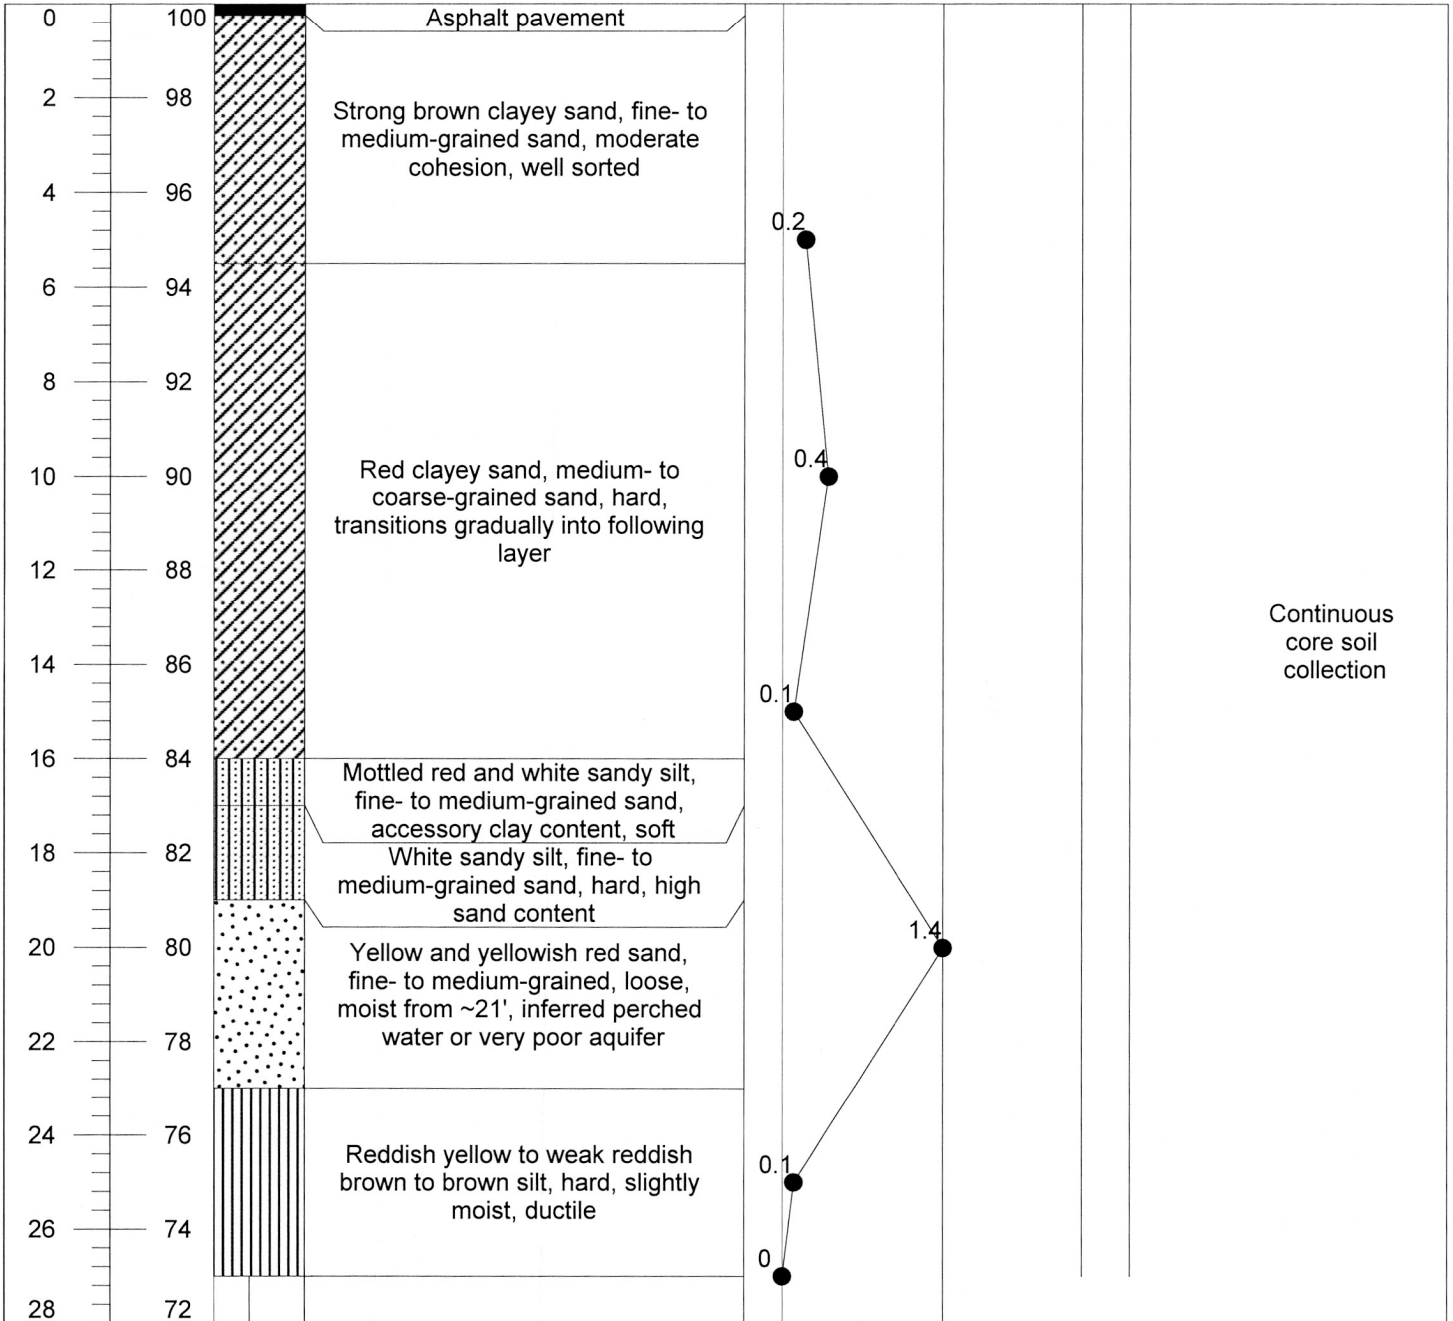 0
100
Asphalt pavement
2
98
Strong brown clayey sand, fine- to
medium-grained sand, moderate
cohesion, well sorted
4
96
0.2
6
94
8
92
0.4
10
90
Red clayey sand, medium- to
coarse-grained sand, hard,
transitions gradually into following
layer
12
88
Continuous
core soil
collection
14
86
0.1
16
84
Mottled red and white sandy silt,
fine- to medium-grained sand,
accessory clay content, soft
18
82
White sandy silt, fine- to
medium-grained sand, hard, high
sand content
1.4
20
80
Yellow and yellowish red sand,
fine- to medium-grained, loose,
moist from ~21', inferred perched
water or very poor aquifer
22
78
24
76
Reddish yellow to weak reddish
brown to brown silt, hard, slightly
moist, ductile
0.1
26
74
0
28
72